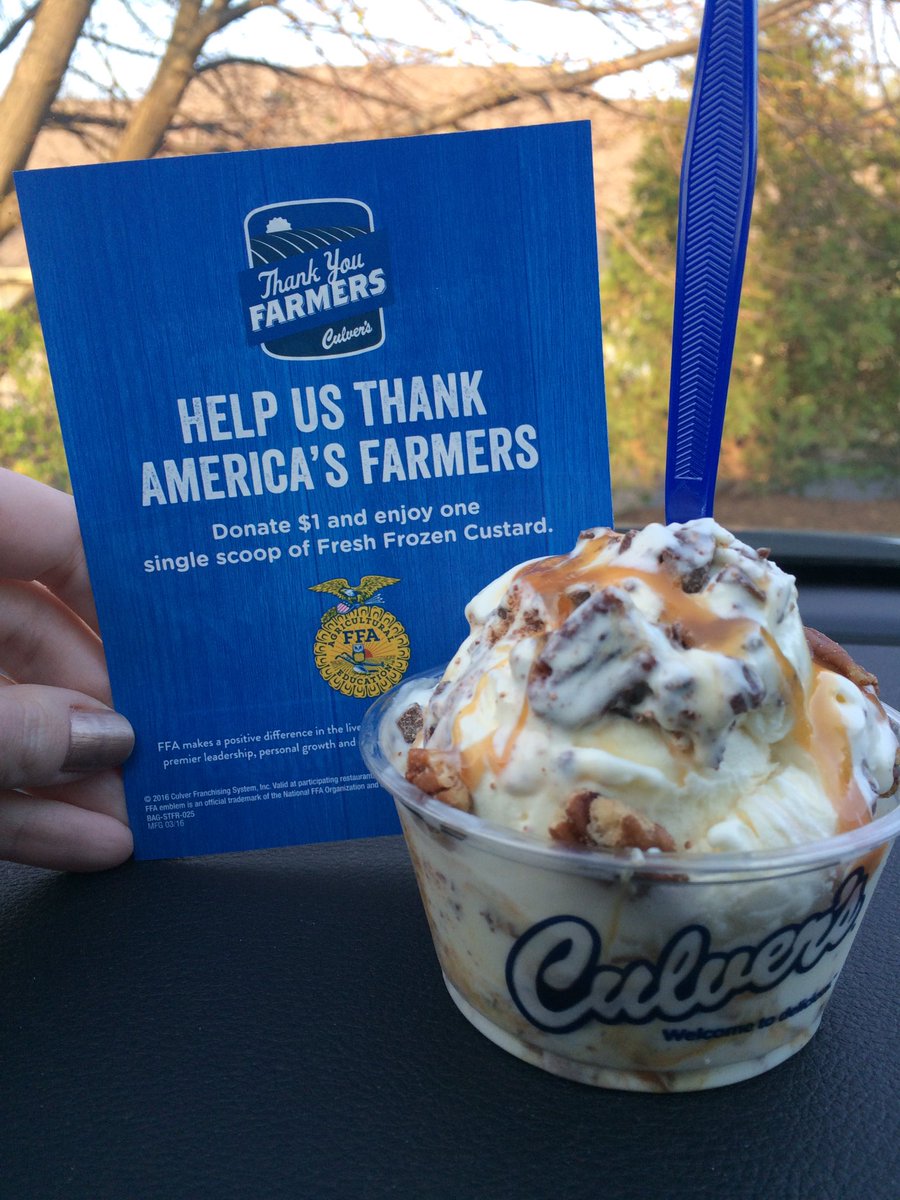 Thank You
FARMERS
Culver's
HELP US THANK
AMERICA'S FARMERS
Donate $1 and enjoy one
single scoop of Fresh Frozen Custard.
AGRICULTURAL
FFA
EDUCATION
FFA makes a positive difference in the
premier leadership, personal growth and
© 2016 Culver Franchising System, Inc. Valid at participating
FFA emblem is an official trademark of the National FFA Organization and
BAG-STFR-025
MFG 03/16
Culver's
Welcome to